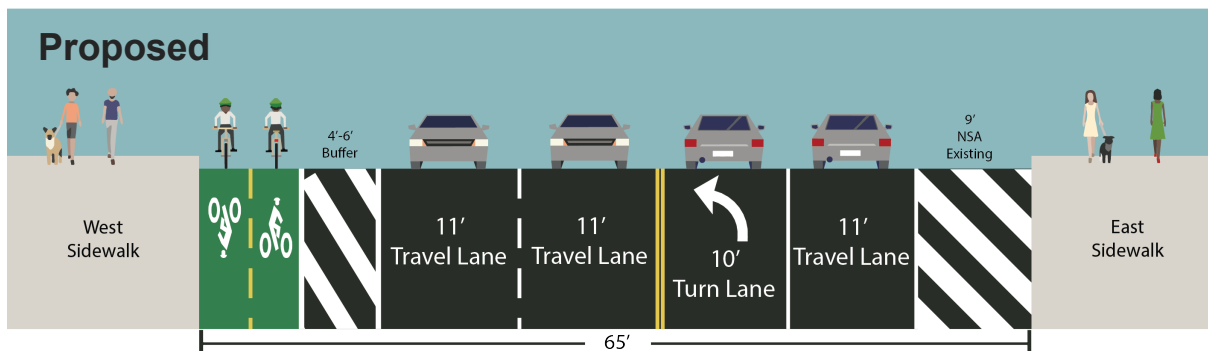 Proposed
4'-6'
Buffer
9'
NSA
Existing
West
Sidewalk
11'
Travel Lane
11'
Travel Lane
10'
Turn Lane
11'
Travel Lane
East
Sidewalk
65'